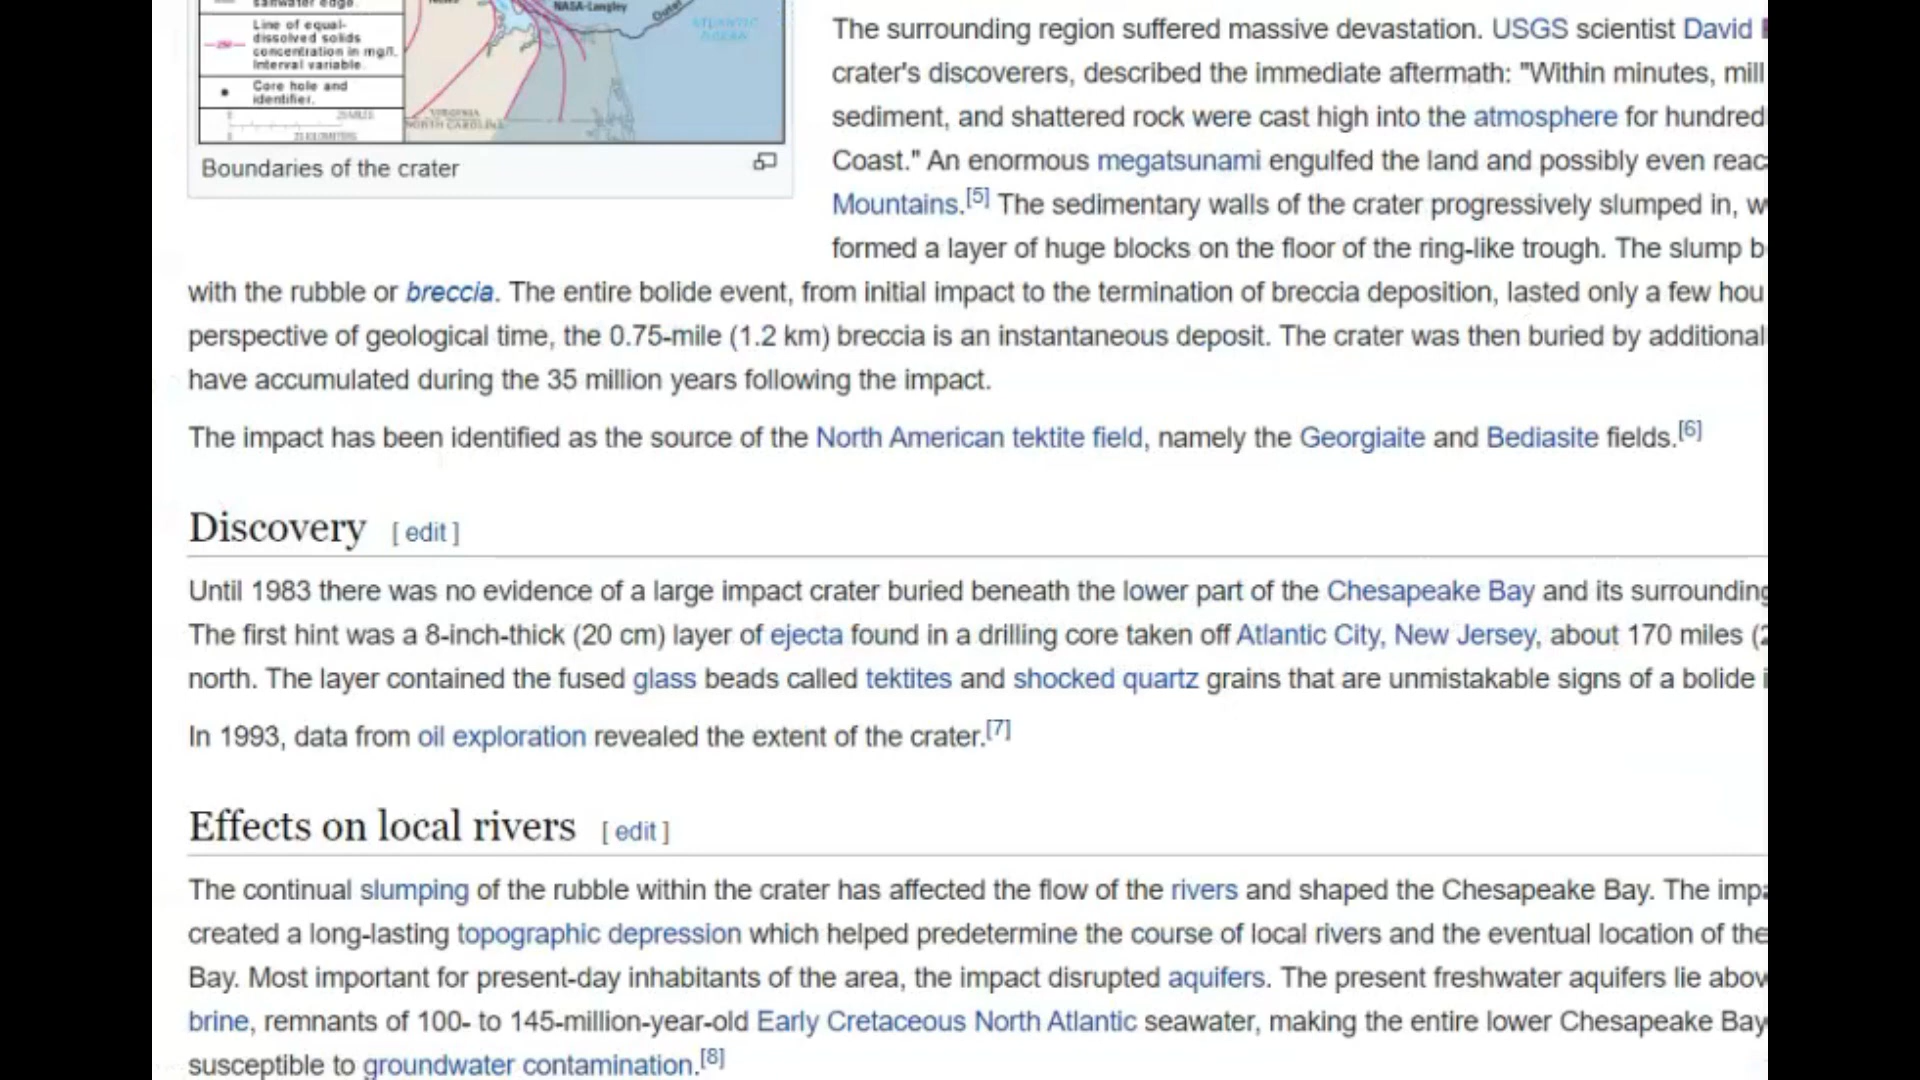 saltwater edge.
Line of equal-
dissolved solids
concentration in mg/l.
Interval variable.
Core hole and
identifier.
NASA-Langley
Outer
ATLANTIC
OCEAN
VIRGINIA
NORTH CAROLINA
0 25 MILES
0 25 KILOMETERS
Boundaries of the crater
The surrounding region suffered massive devastation. USGS scientist David
crater's discoverers, described the immediate aftermath: "Within minutes, mill
sediment, and shattered rock were cast high into the atmosphere for hundred
Coast." An enormous megatsunami engulfed the land and possibly even reac
Mountains.[5] The sedimentary walls of the crater progressively slumped in, w
formed a layer of huge blocks on the floor of the ring-like trough. The slump b
with the rubble or breccia. The entire bolide event, from initial impact to the termination of breccia deposition, lasted only a few hou
perspective of geological time, the 0.75-mile (1.2 km) breccia is an instantaneous deposit. The crater was then buried by additional
have accumulated during the 35 million years following the impact.
The impact has been identified as the source of the North American tektite field, namely the Georgiaite and Bediasite fields.[6]
Discovery [ edit ]
Until 1983 there was no evidence of a large impact crater buried beneath the lower part of the Chesapeake Bay and its surrounding
The first hint was a 8-inch-thick (20 cm) layer of ejecta found in a drilling core taken off Atlantic City, New Jersey, about 170 miles (2
north. The layer contained the fused glass beads called tektites and shocked quartz grains that are unmistakable signs of a bolide i
In 1993, data from oil exploration revealed the extent of the crater.[7]
Effects on local rivers [ edit ]
The continual slumping of the rubble within the crater has affected the flow of the rivers and shaped the Chesapeake Bay. The impa
created a long-lasting topographic depression which helped predetermine the course of local rivers and the eventual location of the
Bay. Most important for present-day inhabitants of the area, the impact disrupted aquifers. The present freshwater aquifers lie abov
brine, remnants of 100- to 145-million-year-old Early Cretaceous North Atlantic seawater, making the entire lower Chesapeake Bay
susceptible to groundwater contamination.[8]